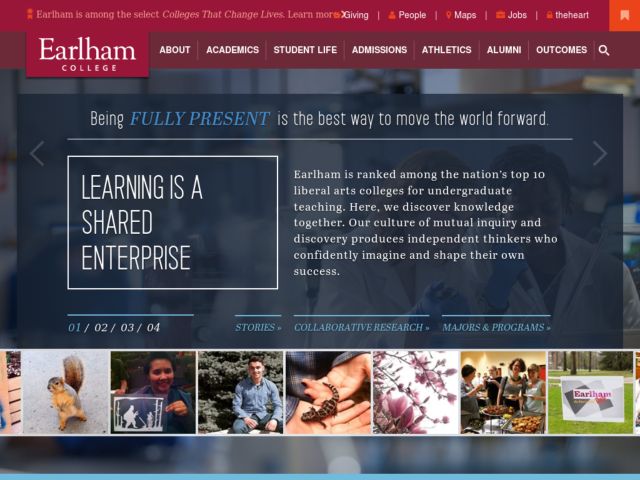 Earlham is among the select Colleges That Change Lives. Learn more
Giving | People | Maps | Jobs | theheart
Earlham
COLLEGE
ABOUT ACADEMICS STUDENT LIFE ADMISSIONS ATHLETICS ALUMNI OUTCOMES
Being FULLY PRESENT is the best way to move the world forward.
LEARNING IS A
SHARED
ENTERPRISE
Earlham is ranked among the nation's top 10
liberal arts colleges for undergraduate
teaching. Here, we discover knowledge
together. Our culture of mutual inquiry and
discovery produces independent thinkers who
confidently imagine and shape their own
success.
01 / 02 / 03 / 04
STORIES »
COLLABORATIVE RESEARCH »
MAJORS & PROGRAMS »
Earlham